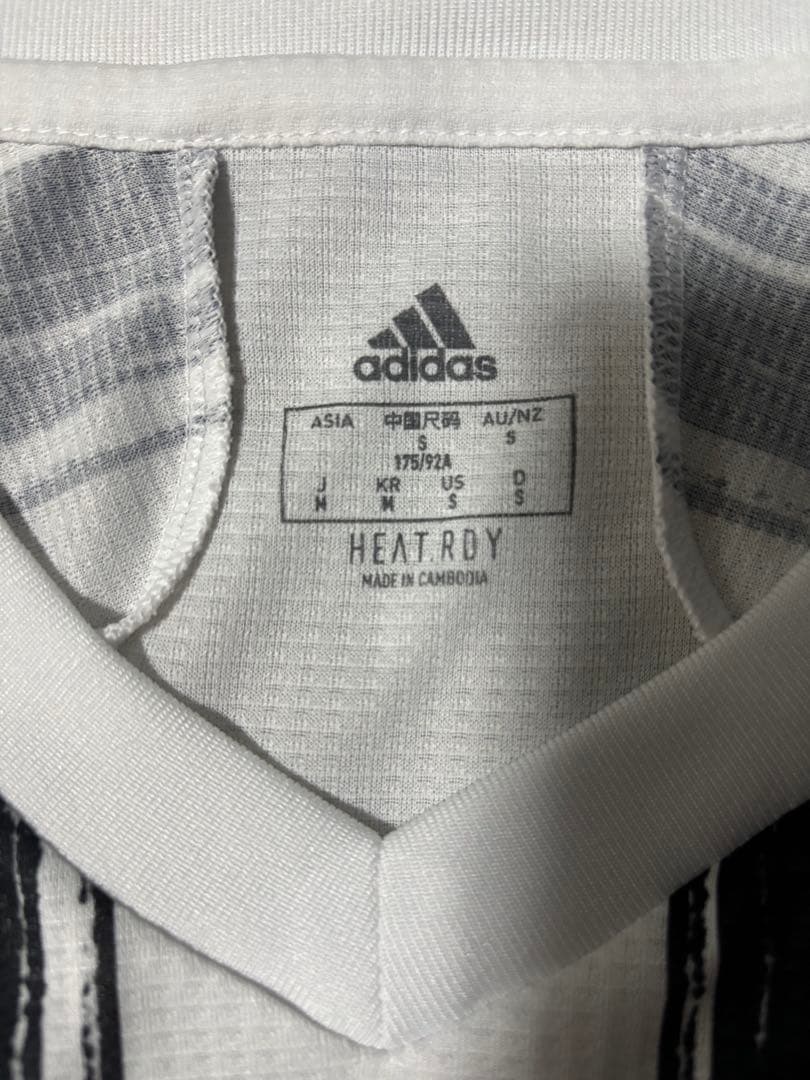 adidas
ASIA 中国尺码 AU/NZ
S S
175/92A
J KR US D
M M S S
HEAT.RDY
MADE IN CAMBODIA